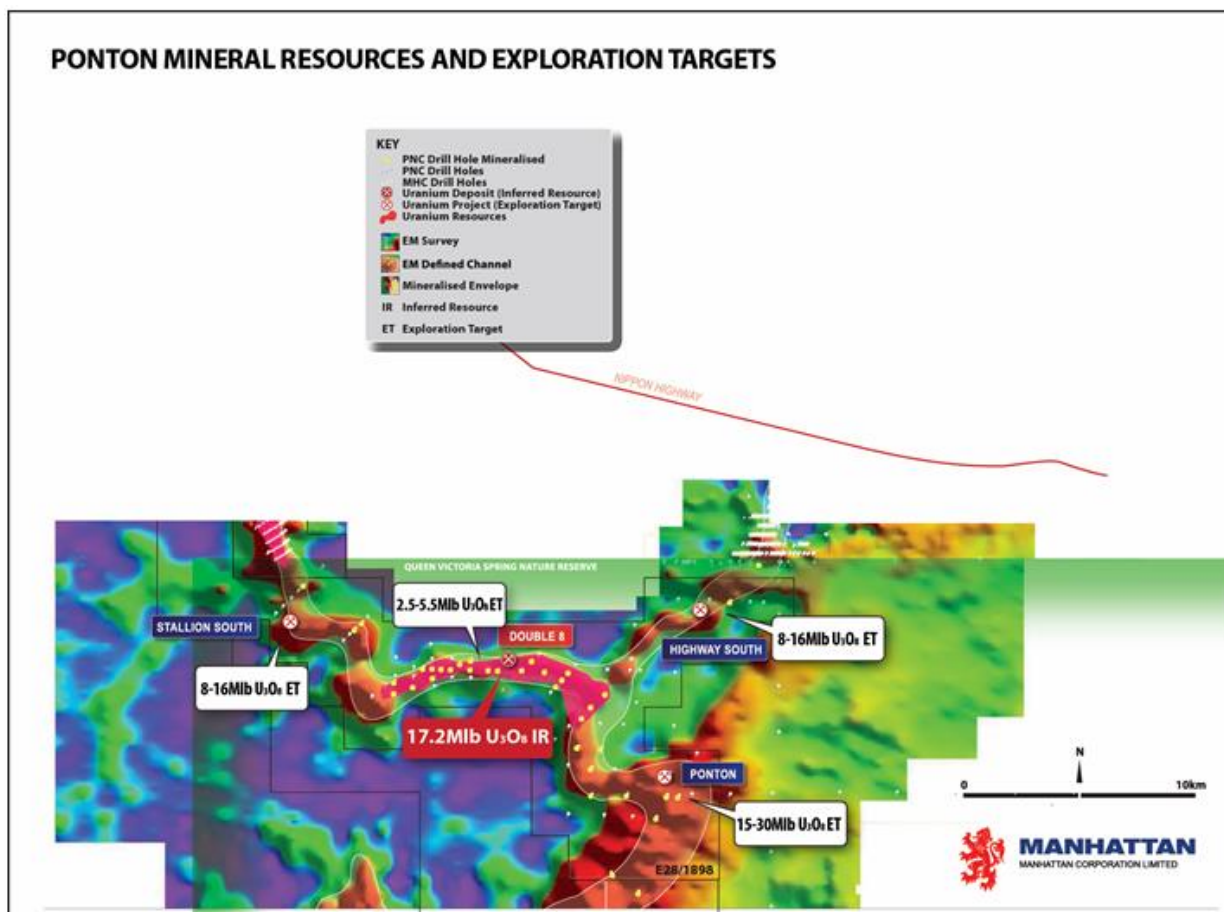 PONTON MINERAL RESOURCES AND EXPLORATION TARGETS
KEY
PNC Drill Hole Mineralised
PNC Drill Holes
MHC Drill Holes
Uranium Deposit (Inferred Resource)
Uranium Project (Exploration Target)
Uranium Resources
EM Survey
EM Defined Channel
Mineralised Envelope
IR Inferred Resource
ET Exploration Target
NIPPON HIGHWAY
QUEEN VICTORIA SPRING NATURE RESERVE
2.5-5.5Mlb U₃O₈ ET
STALLION SOUTH
DOUBLE 8
8-16Mlb U₃O₈ ET
HIGHWAY SOUTH
8-16Mlb U₃O₈ ET
17.2Mlb U₃O₈ IR
PONTON
N
0 10km
15-30Mlb U₃O₈ ET
MANHATTAN
MANHATTAN CORPORATION LIMITED
E28/1898